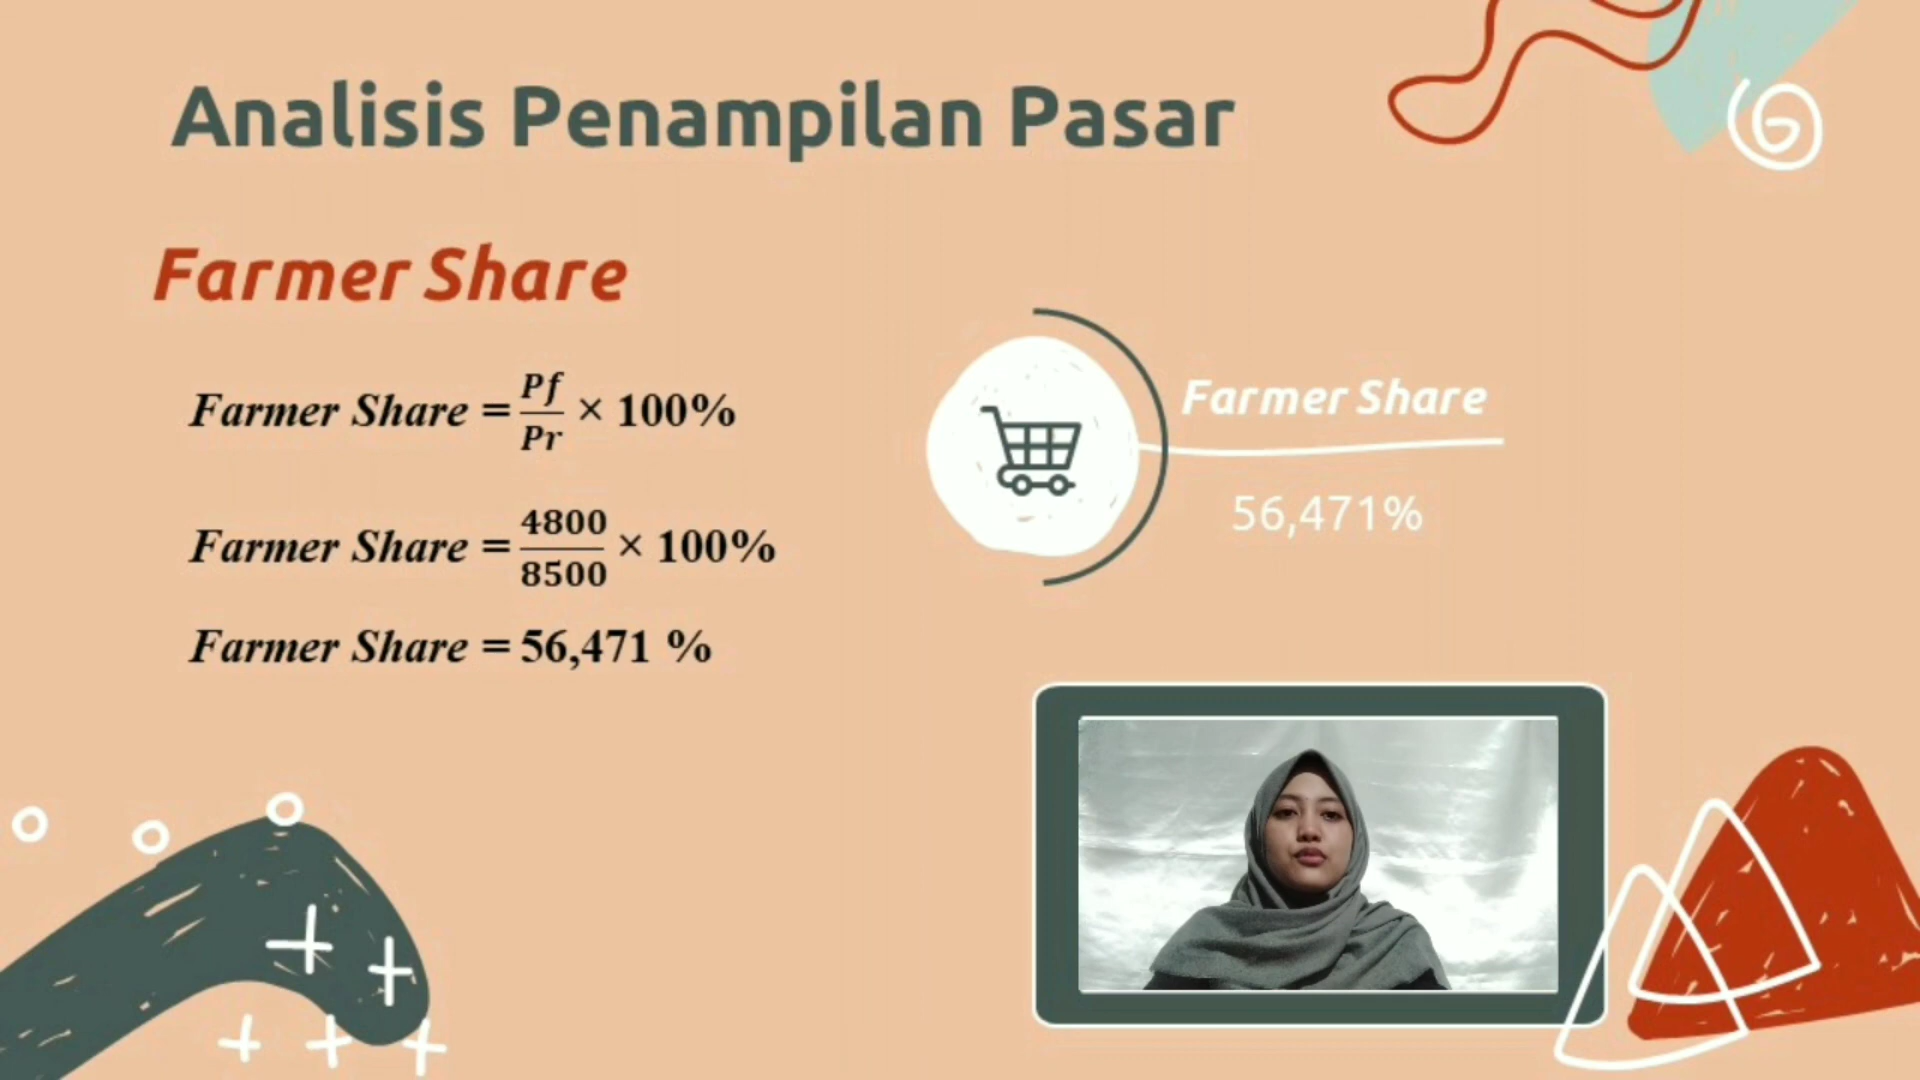 Analisis Penampilan Pasar
Farmer Share
Farmer Share = Pf/Pr × 100%
Farmer Share = 4800/8500 × 100%
Farmer Share = 56,471 %
Farmer Share
56,471%